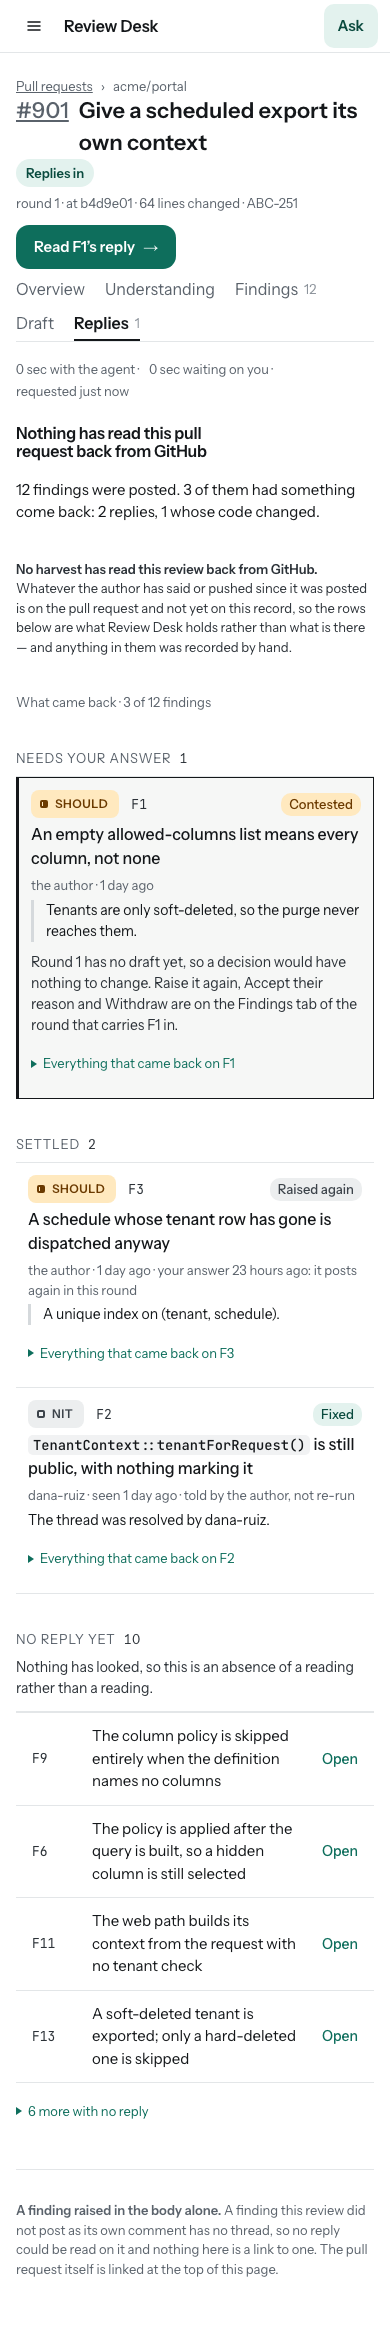 Review Desk
Ask
Pull requests › acme/portal
#901 Give a scheduled export its
own context
Replies in
round 1 · at b4d9e01 · 64 lines changed · ABC-251
Read F1's reply →
Overview Understanding Findings 12
Draft Replies 1
0 sec with the agent · 0 sec waiting on you ·
requested just now
Nothing has read this pull
request back from GitHub
12 findings were posted. 3 of them had something
come back: 2 replies, 1 whose code changed.
No harvest has read this review back from GitHub.
Whatever the author has said or pushed since it was posted
is on the pull request and not yet on this record, so the rows
below are what Review Desk holds rather than what is there
— and anything in them was recorded by hand.
What came back · 3 of 12 findings
NEEDS YOUR ANSWER 1
SHOULD F1 Contested
An empty allowed-columns list means every
column, not none
the author · 1 day ago
Tenants are only soft-deleted, so the purge never
reaches them.
Round 1 has no draft yet, so a decision would have
nothing to change. Raise it again, Accept their
reason and Withdraw are on the Findings tab of the
round that carries F1 in.
Everything that came back on F1
SETTLED 2
SHOULD F3 Raised again
A schedule whose tenant row has gone is
dispatched anyway
the author · 1 day ago · your answer 23 hours ago: it posts
again in this round
A unique index on (tenant, schedule).
Everything that came back on F3
NIT F2 Fixed
TenantContext::tenantForRequest() is still
public, with nothing marking it
dana-ruiz · seen 1 day ago · told by the author, not re-run
The thread was resolved by dana-ruiz.
Everything that came back on F2
NO REPLY YET 10
Nothing has looked, so this is an absence of a reading
rather than a reading.
The column policy is skipped
F9 entirely when the definition Open
names no columns
The policy is applied after the
F6 query is built, so a hidden Open
column is still selected
The web path builds its
F11 context from the request with Open
no tenant check
A soft-deleted tenant is
F13 exported; only a hard-deleted Open
one is skipped
6 more with no reply
A finding raised in the body alone. A finding this review did
not post as its own comment has no thread, so no reply
could be read on it and nothing here is a link to one. The pull
request itself is linked at the top of this page.